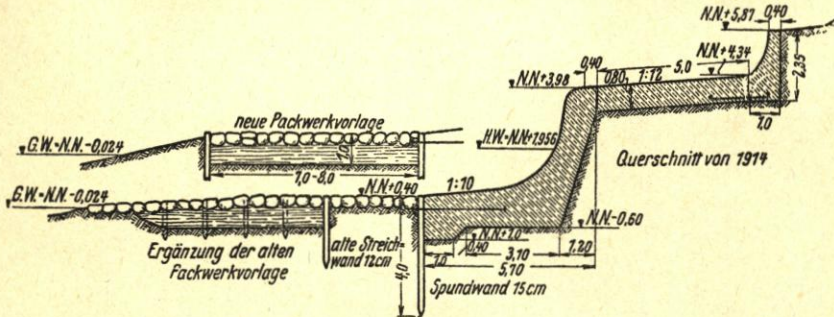 N.N.+5,87
0,40
0,40
5,0
N.N.+4,34
N.N.+3,98
0,80
1:12
2,35
neue Packwerkvorlage
1,0
G.W.=N.N.-0,024
H.W.=N.N.+1,956
1,0
Querschnitt von 1914
1,0-8,0
G.W.=N.N.-0,024
N.N.+0,40
1:10
N.N.-0,60
N.N.+1.0
0,40
1.0
3,10
1.20
5,70
Ergänzung der alten
Packwerkvorlage
alte Streich=
wand 12cm
4,0
Spundwand 15cm